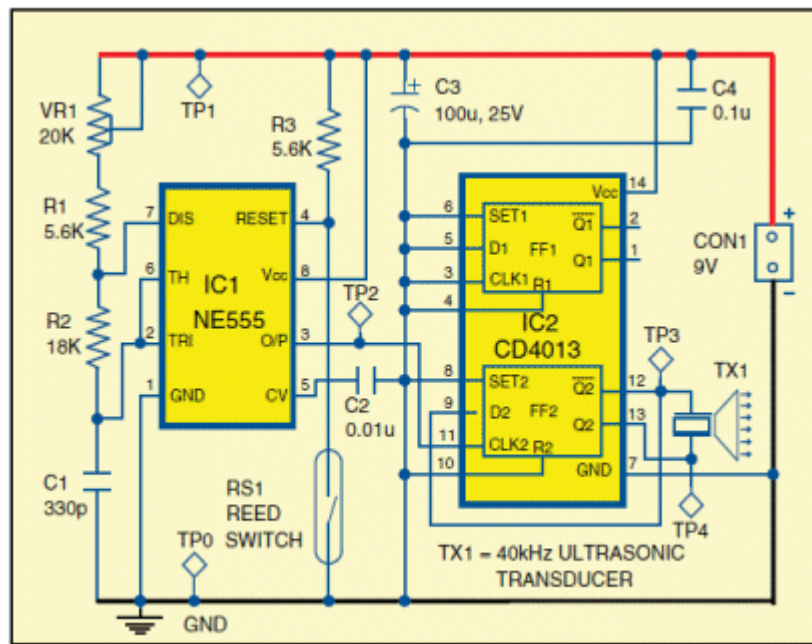 VR1
20K
TP1
R3
5.6K
C3
100u, 25V
C4
0.1u
R1
5.6K
R2
18K
C1
330p
7
DIS
RESET
4
6
TH
Vcc
8
IC1
NE555
2
TRI
O/P
3
1
GND
CV
5
TP2
C2
0.01u
RS1
REED
SWITCH
TP0
GND
Vcc
14
6
SET1
Q1
2
5
D1
FF1
Q1
1
3
CLK1
R1
4
IC2
CD4013
8
SET2
Q2
12
9
D2
FF2
Q2
13
11
CLK2
R2
10
GND
7
TP3
TX1
TP4
+
CON1
9V
–
+
TX1 = 40kHz ULTRASONIC
TRANSDUCER